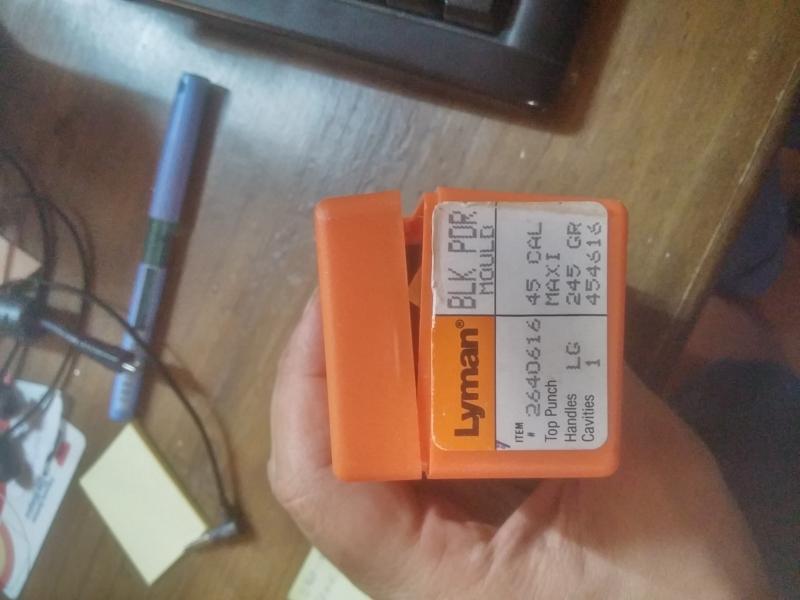 Lyman®
BLK PDR
MOULD
ITEM # 2640616
45 CAL
Top Punch
MAXI
Handles LG
245 GR
Cavities 1
454616